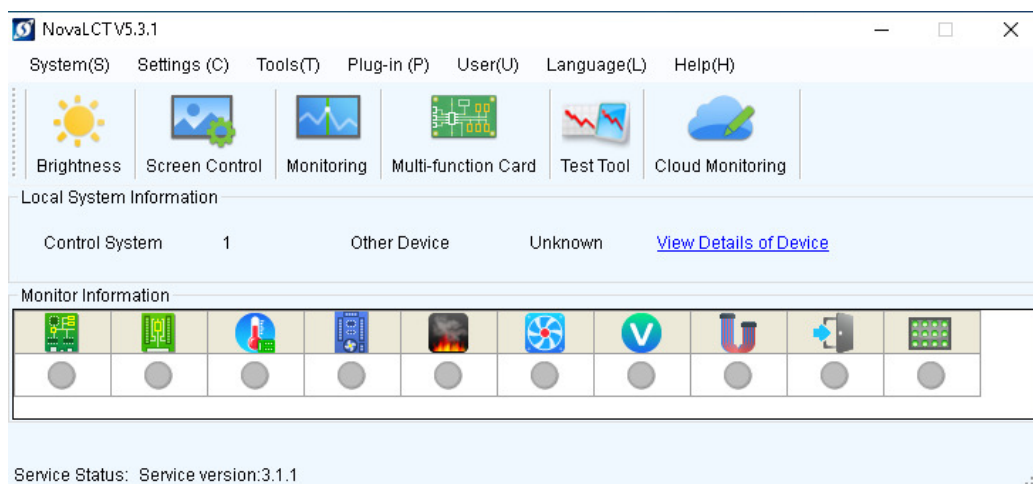 NovaLCT V5.3.1
System(S) Settings (C) Tools(T) Plug-in (P) User(U) Language(L) Help(H)
Brightness Screen Control Monitoring Multi-function Card Test Tool Cloud Monitoring
Local System Information
Control System 1 Other Device Unknown View Details of Device
Monitor Information
V
Service Status: Service version:3.1.1